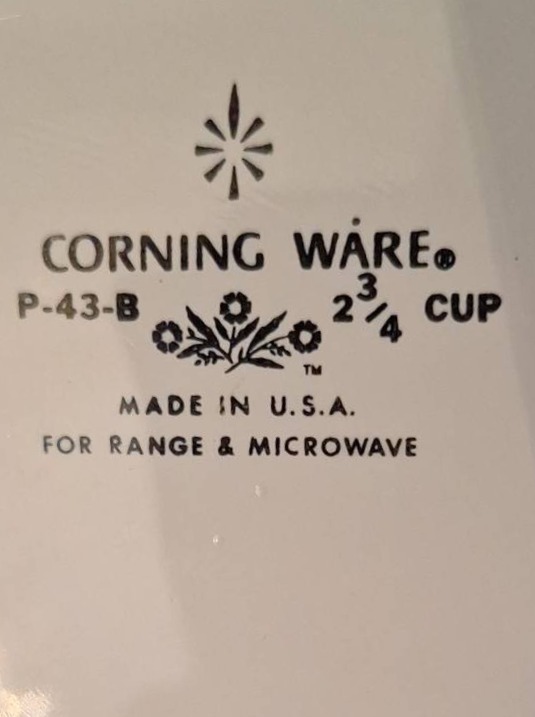 CORNING WARE®
P-43-B 2 3/4 CUP
TM
MADE IN U.S.A.
FOR RANGE & MICROWAVE